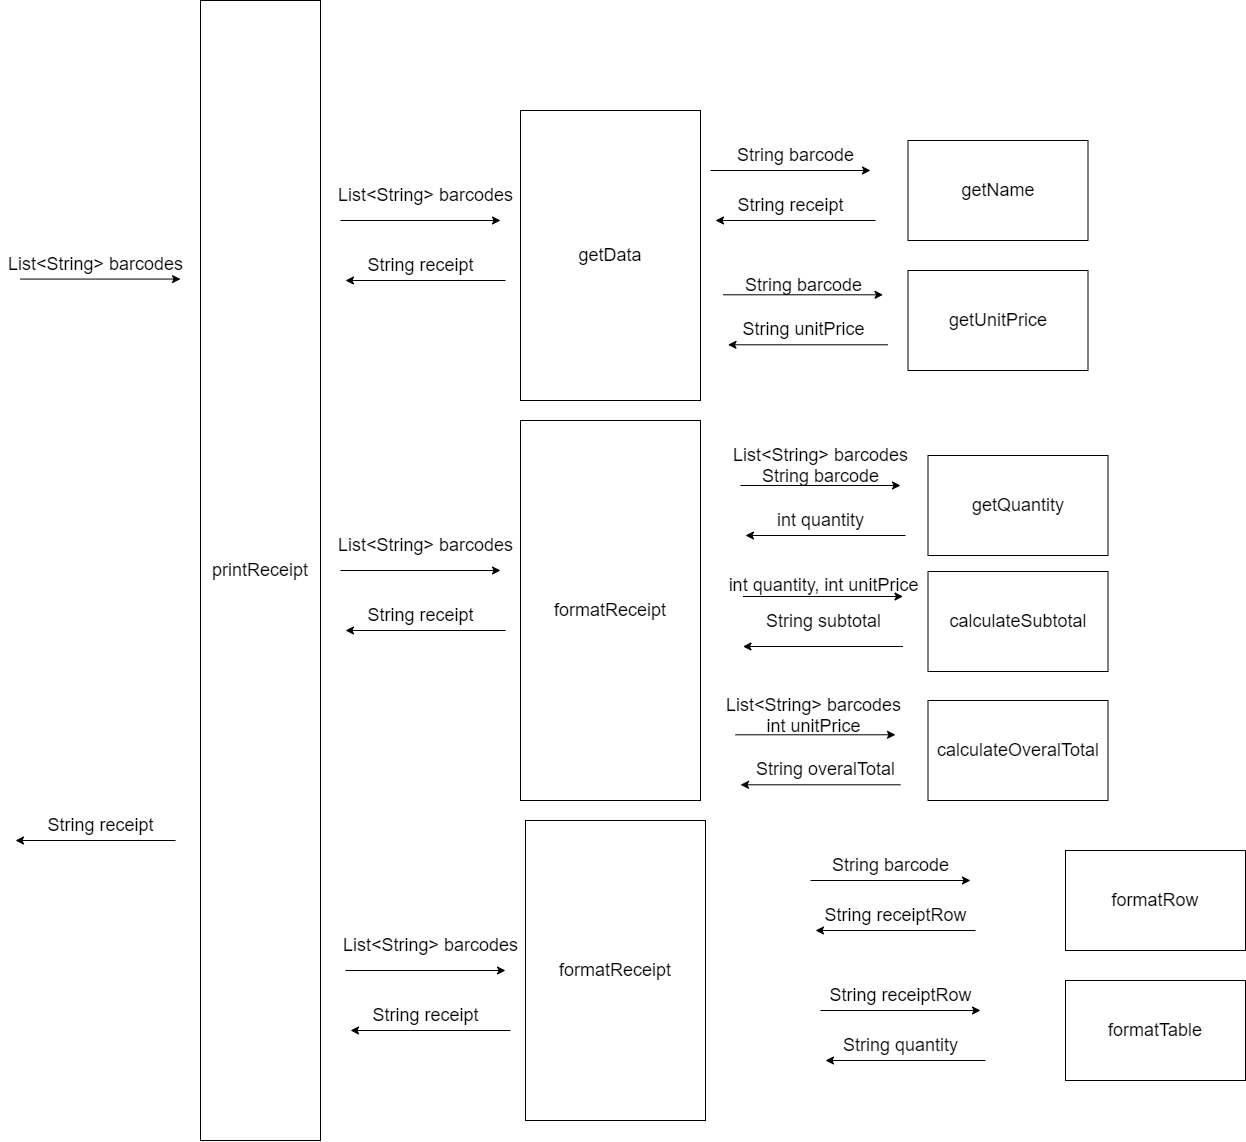 String barcode
getName
List<String> barcodes
String receipt
getData
List<String> barcodes
String receipt
String barcode
getUnitPrice
String unitPrice
List<String> barcodes
String barcode
getQuantity
int quantity
List<String> barcodes
printReceipt
int quantity, int unitPrice
formatReceipt
String receipt
String subtotal
calculateSubtotal
List<String> barcodes
int unitPrice
calculateOveralTotal
String overalTotal
String receipt
String barcode
formatRow
String receiptRow
List<String> barcodes
formatReceipt
String receiptRow
String receipt
formatTable
String quantity